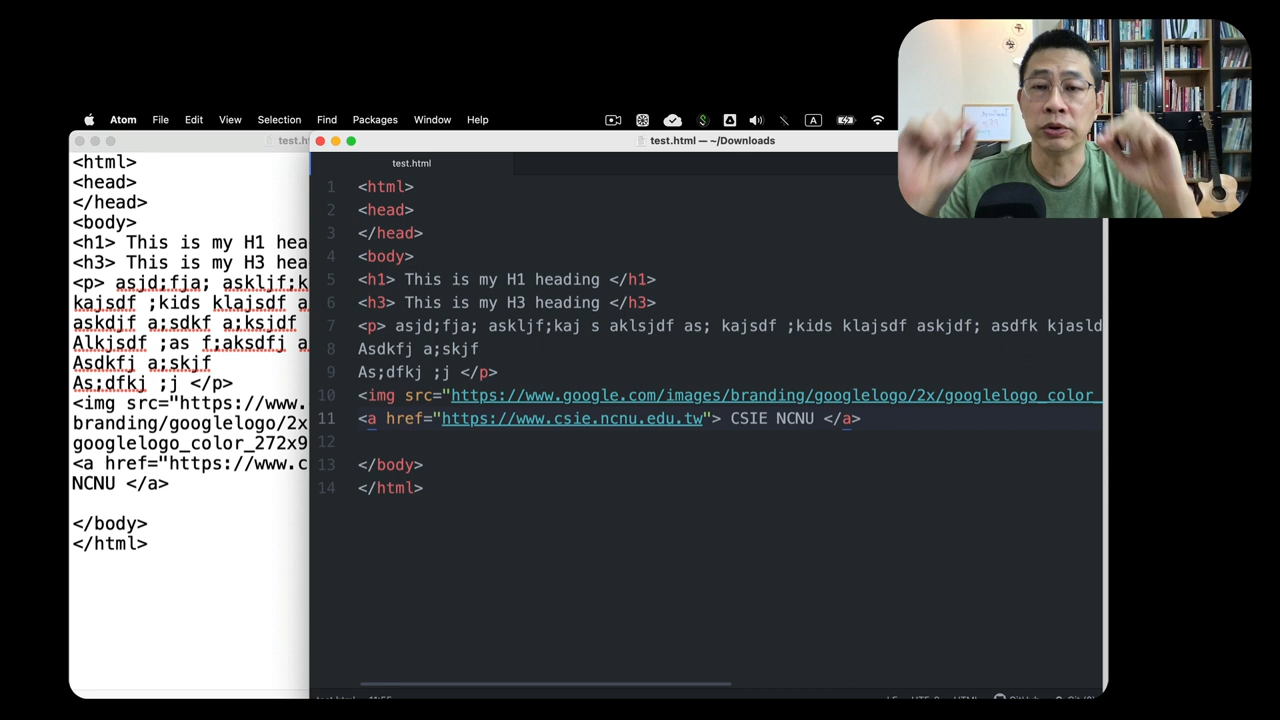 Atom File Edit View Selection Find Packages Window Help A
test.h
<html>
<head>
</head>
<body>
<h1> This is my H1 hea
<h3> This is my H3 hea
<p> asjd;fja; askljf;k
kajsdf ;kids klajsdf a
askdjf a;sdkf a;ksjdf
Alkjsdf ;as f;aksdfj a
Asdkfj a;skjf
As;dfkj ;j </p>
<img src="https://www.
branding/googlelogo/2x
googlelogo_color_272x9
<a href="https://www.c
NCNU </a>
</body>
</html>
test.html — ~/Downloads
test.html
1 <html>
2 <head>
3 </head>
4 <body>
5 <h1> This is my H1 heading </h1>
6 <h3> This is my H3 heading </h3>
7 <p> asjd;fja; askljf;kaj s aklsjdf as; kajsdf ;kids klajsdf askjdf; asdfk kjasld
8 Asdkfj a;skjf
9 As;dfkj ;j </p>
10 <img src="https://www.google.com/images/branding/googlelogo/2x/googlelogo_color_
11 <a href="https://www.csie.ncnu.edu.tw"> CSIE NCNU </a>
12
13 </body>
14 </html>